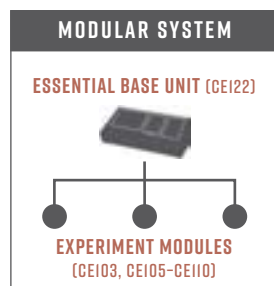 MODULAR SYSTEM
ESSENTIAL BASE UNIT (CE122)
EXPERIMENT MODULES
(CE103, CE105-CE110)